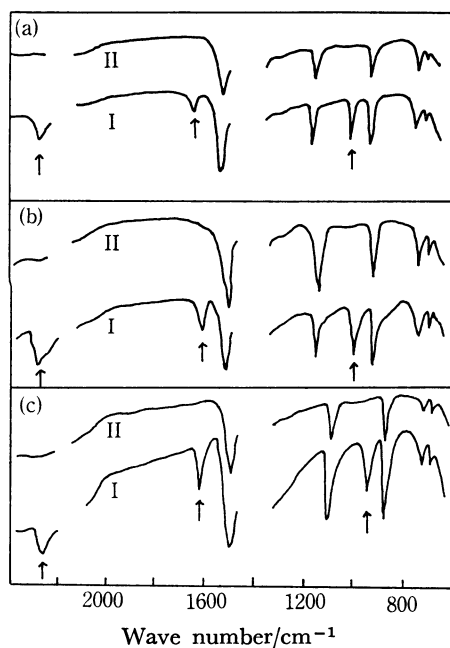 (a)
II
I
↑
↑
↑
(b)
II
I
↑
↑
↑
(c)
II
I
↑
↑
↑
2000 1600 1200 800
Wave number/cm⁻¹